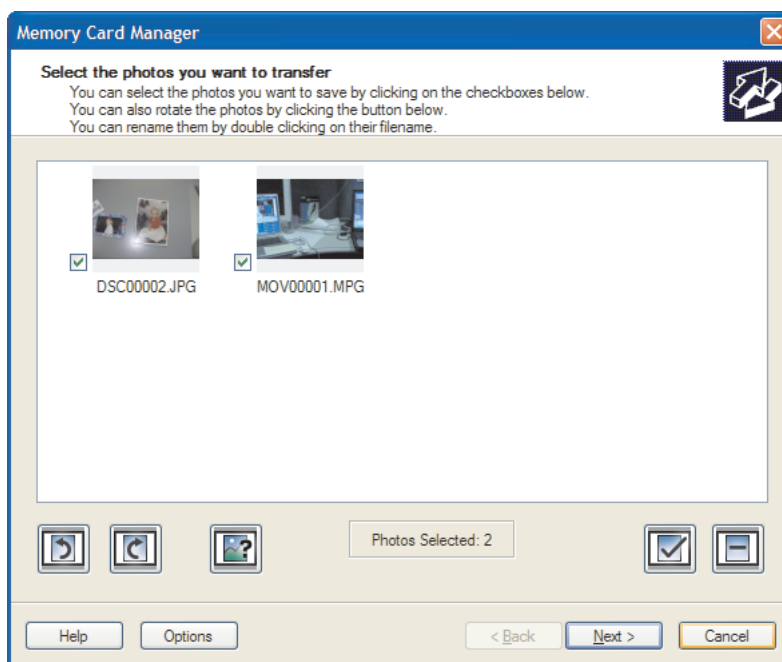 Memory Card Manager
Select the photos you want to transfer
You can select the photos you want to save by clicking on the checkboxes below.
You can also rotate the photos by clicking the button below.
You can rename them by double clicking on their filename.
DSC00002.JPG MOV00001.MPG
?
Photos Selected: 2
Help Options < Back Next > Cancel